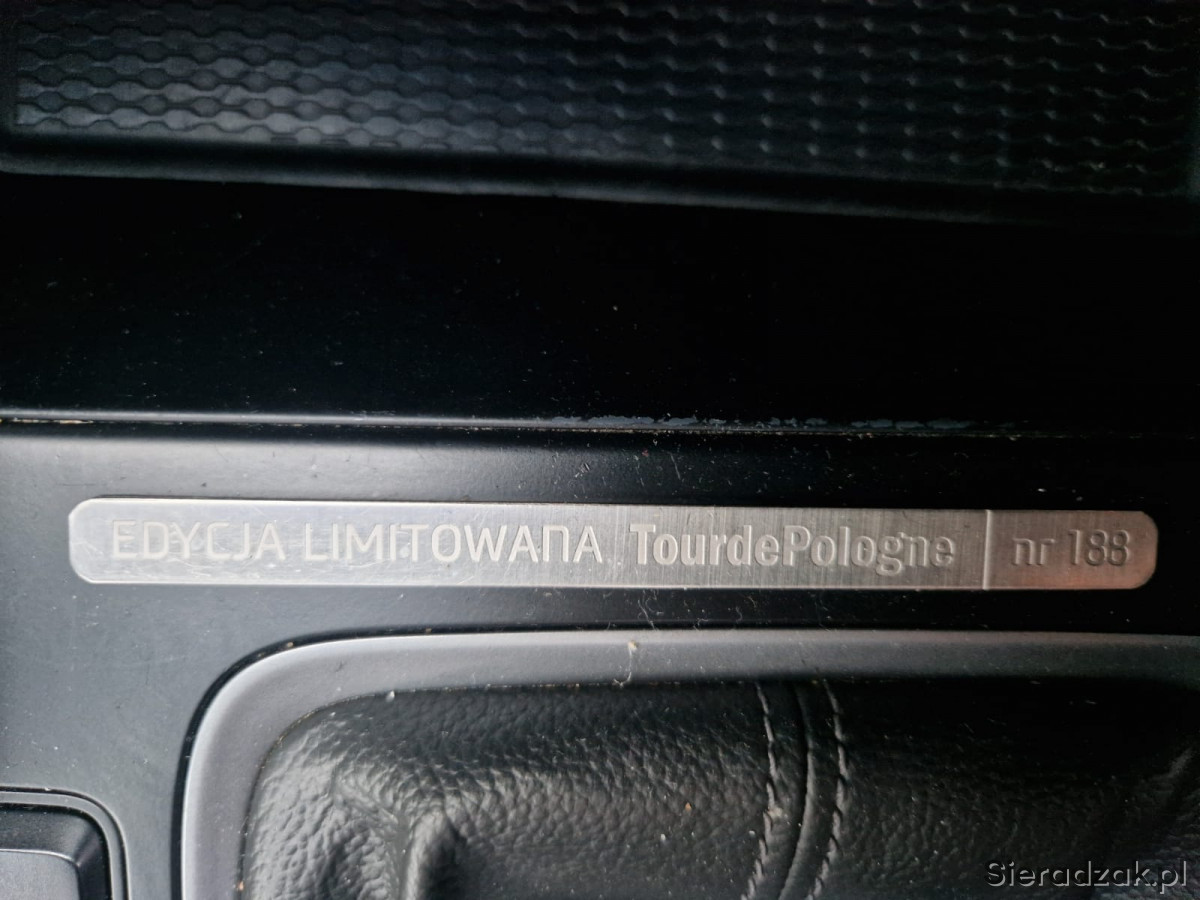 EDYCJA LIMITOWANA TourdePologne nr 188
Sieradzak.pl